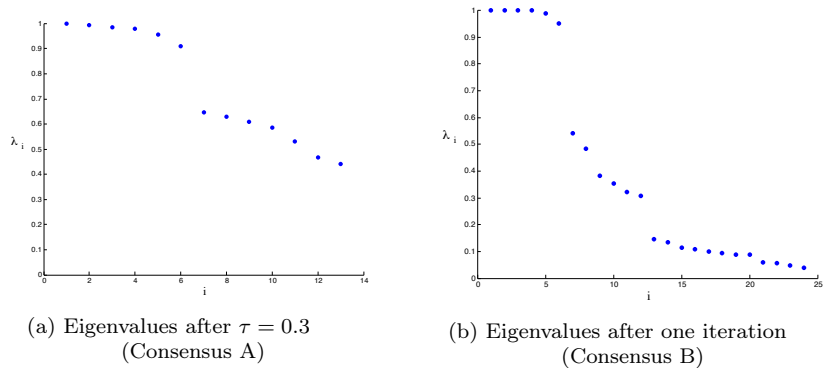 1
0.9
0.8
0.7
0.6
0.5
0.4
0.3
0.2
0.1
0
λ i
0 2 4 6 8 10 12 14
i
(a) Eigenvalues after τ = 0.3
(Consensus A)
1
0.9
0.8
0.7
0.6
0.5
0.4
0.3
0.2
0.1
0
λ i
0 5 10 15 20 25
i
(b) Eigenvalues after one iteration
(Consensus B)